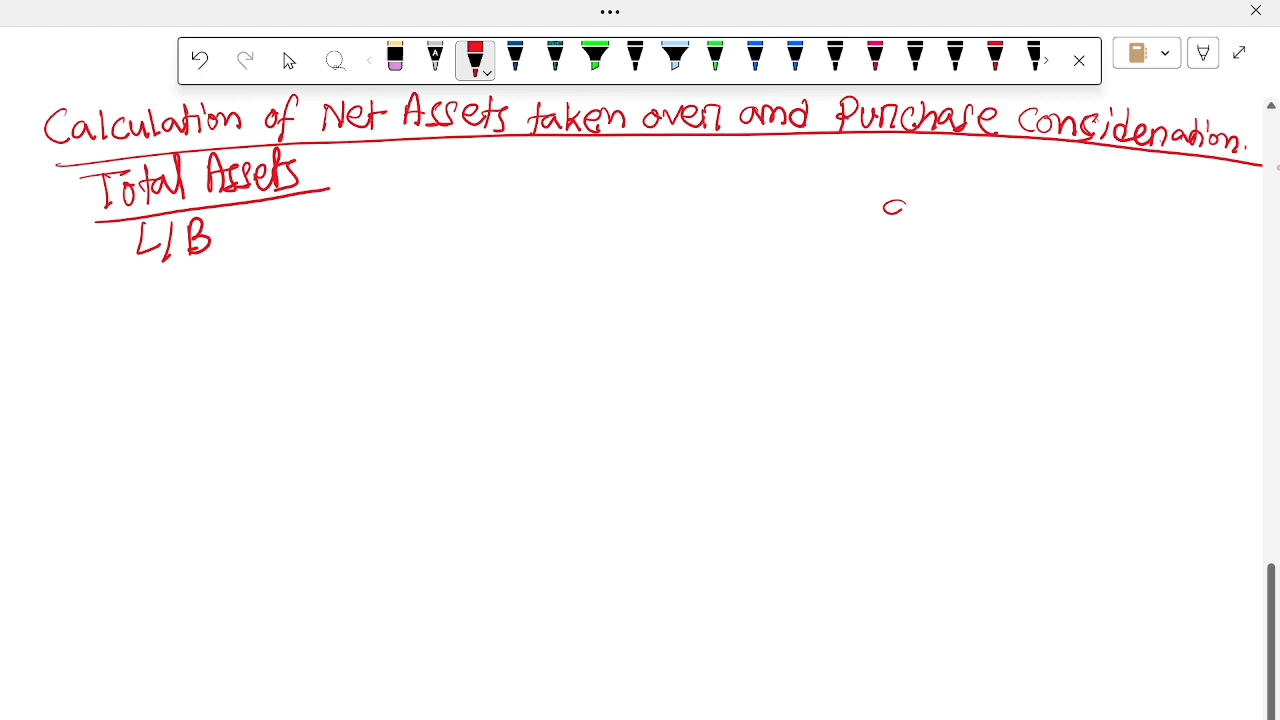 Calculation of Net Assets taken over and Purchase consideration.
Total Assets
L/B